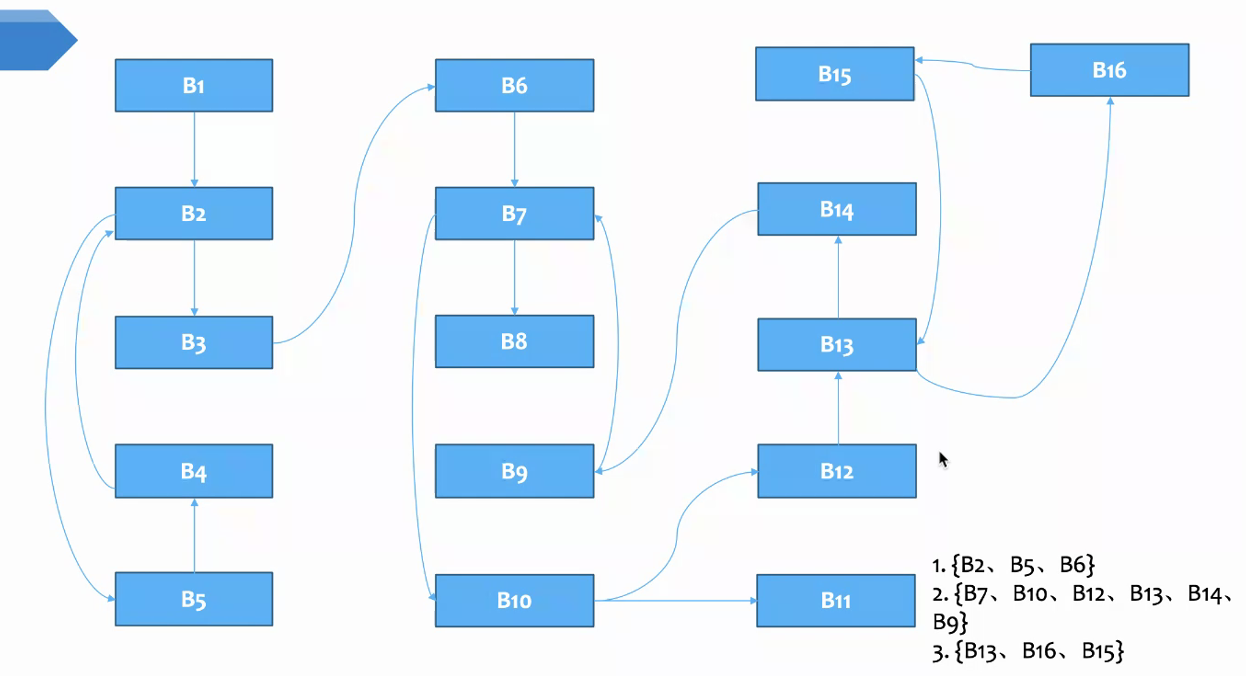 B1
B2
B3
B4
B5
B6
B7
B8
B9
B10
B15
B16
B14
B13
B12
B11
1. {B2、B5、B6}
2. {B7、B10、B12、B13、B14、
B9}
3. {B13、B16、B15}